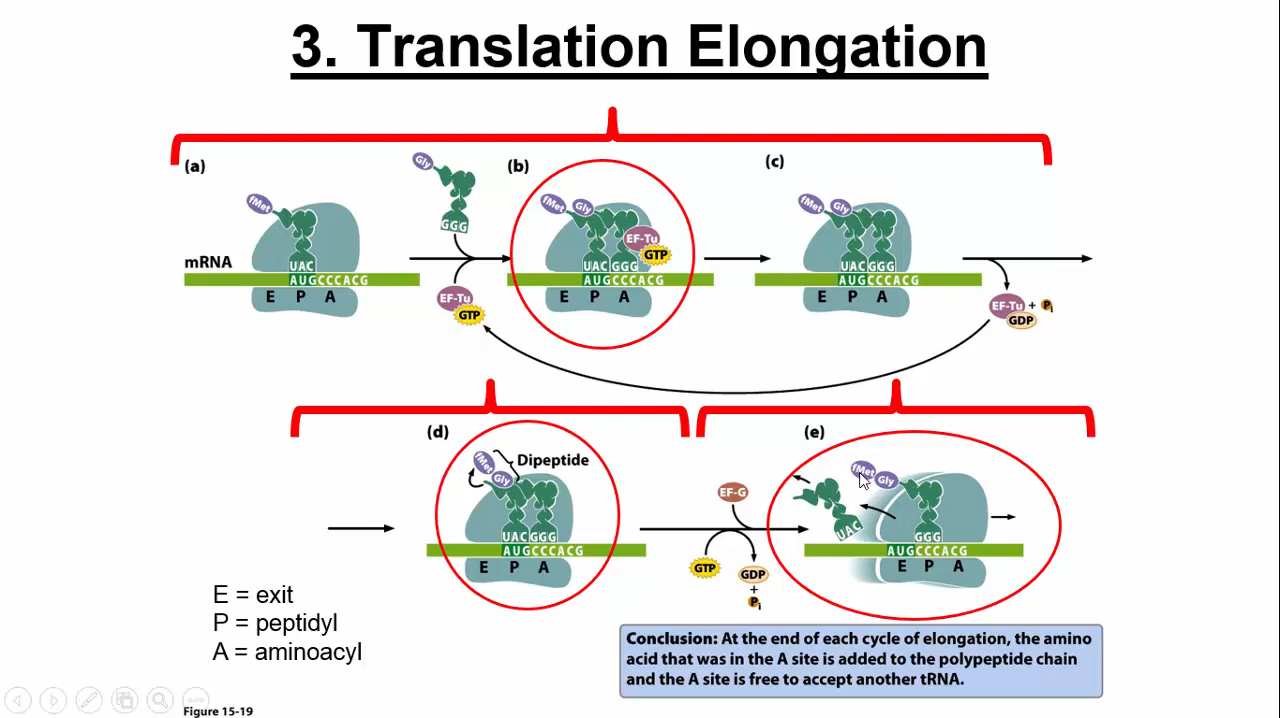 3. Translation Elongation
(a)
fMet
mRNA
UAC
AUGCCCACG
E P A
Gly
GGG
EF-Tu
GTP
(b)
fMet Gly
EF-Tu
GTP
UAC GGG
AUGCCCACG
E P A
(c)
fMet Gly
UAC GGG
AUGCCCACG
E P A
EF-Tu + Pi
GDP
(d)
fMet
Gly
Dipeptide
UAC GGG
AUGCCCACG
E P A
EF-G
GTP
GDP
+
Pi
(e)
fMet Gly
UAC
GGG
AUGCCCACG
E P A
E = exit
P = peptidyl
A = aminoacyl
Conclusion: At the end of each cycle of elongation, the amino
acid that was in the A site is added to the polypeptide chain
and the A site is free to accept another tRNA.
Figure 15-19